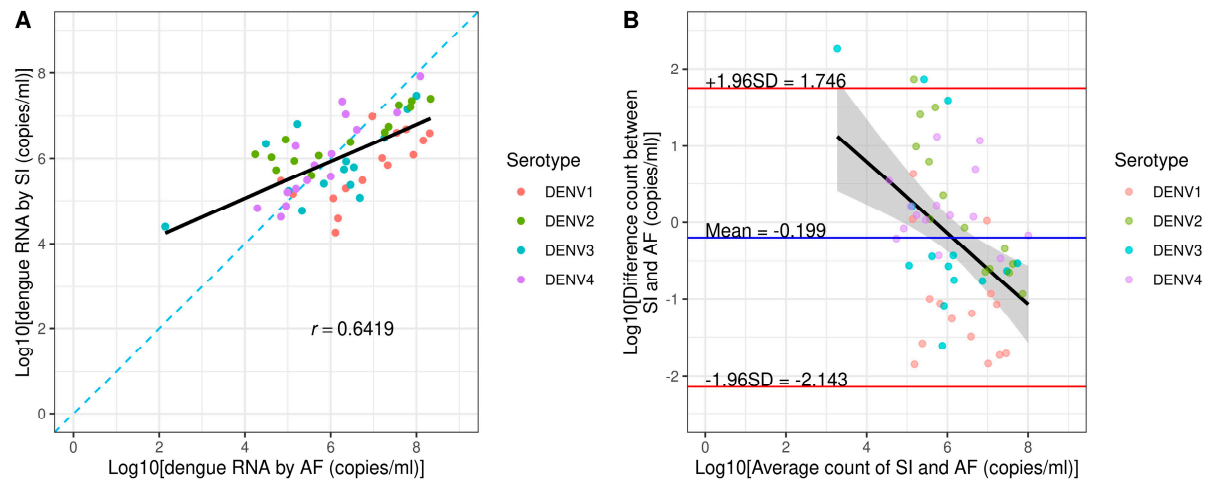 A
Log10[dengue RNA by SI (copies/ml)]
8
6
4
2
0
r = 0.6419
0 2 4 6 8
Log10[dengue RNA by AF (copies/ml)]
Serotype
DENV1
DENV2
DENV3
DENV4
B
Log10[Difference count between
SI and AF (copies/ml)]
2
1
0
-1
-2
+1.96SD = 1.746
Mean = -0.199
-1.96SD = -2.143
0 2 4 6 8
Log10[Average count of SI and AF (copies/ml)]
Serotype
DENV1
DENV2
DENV3
DENV4